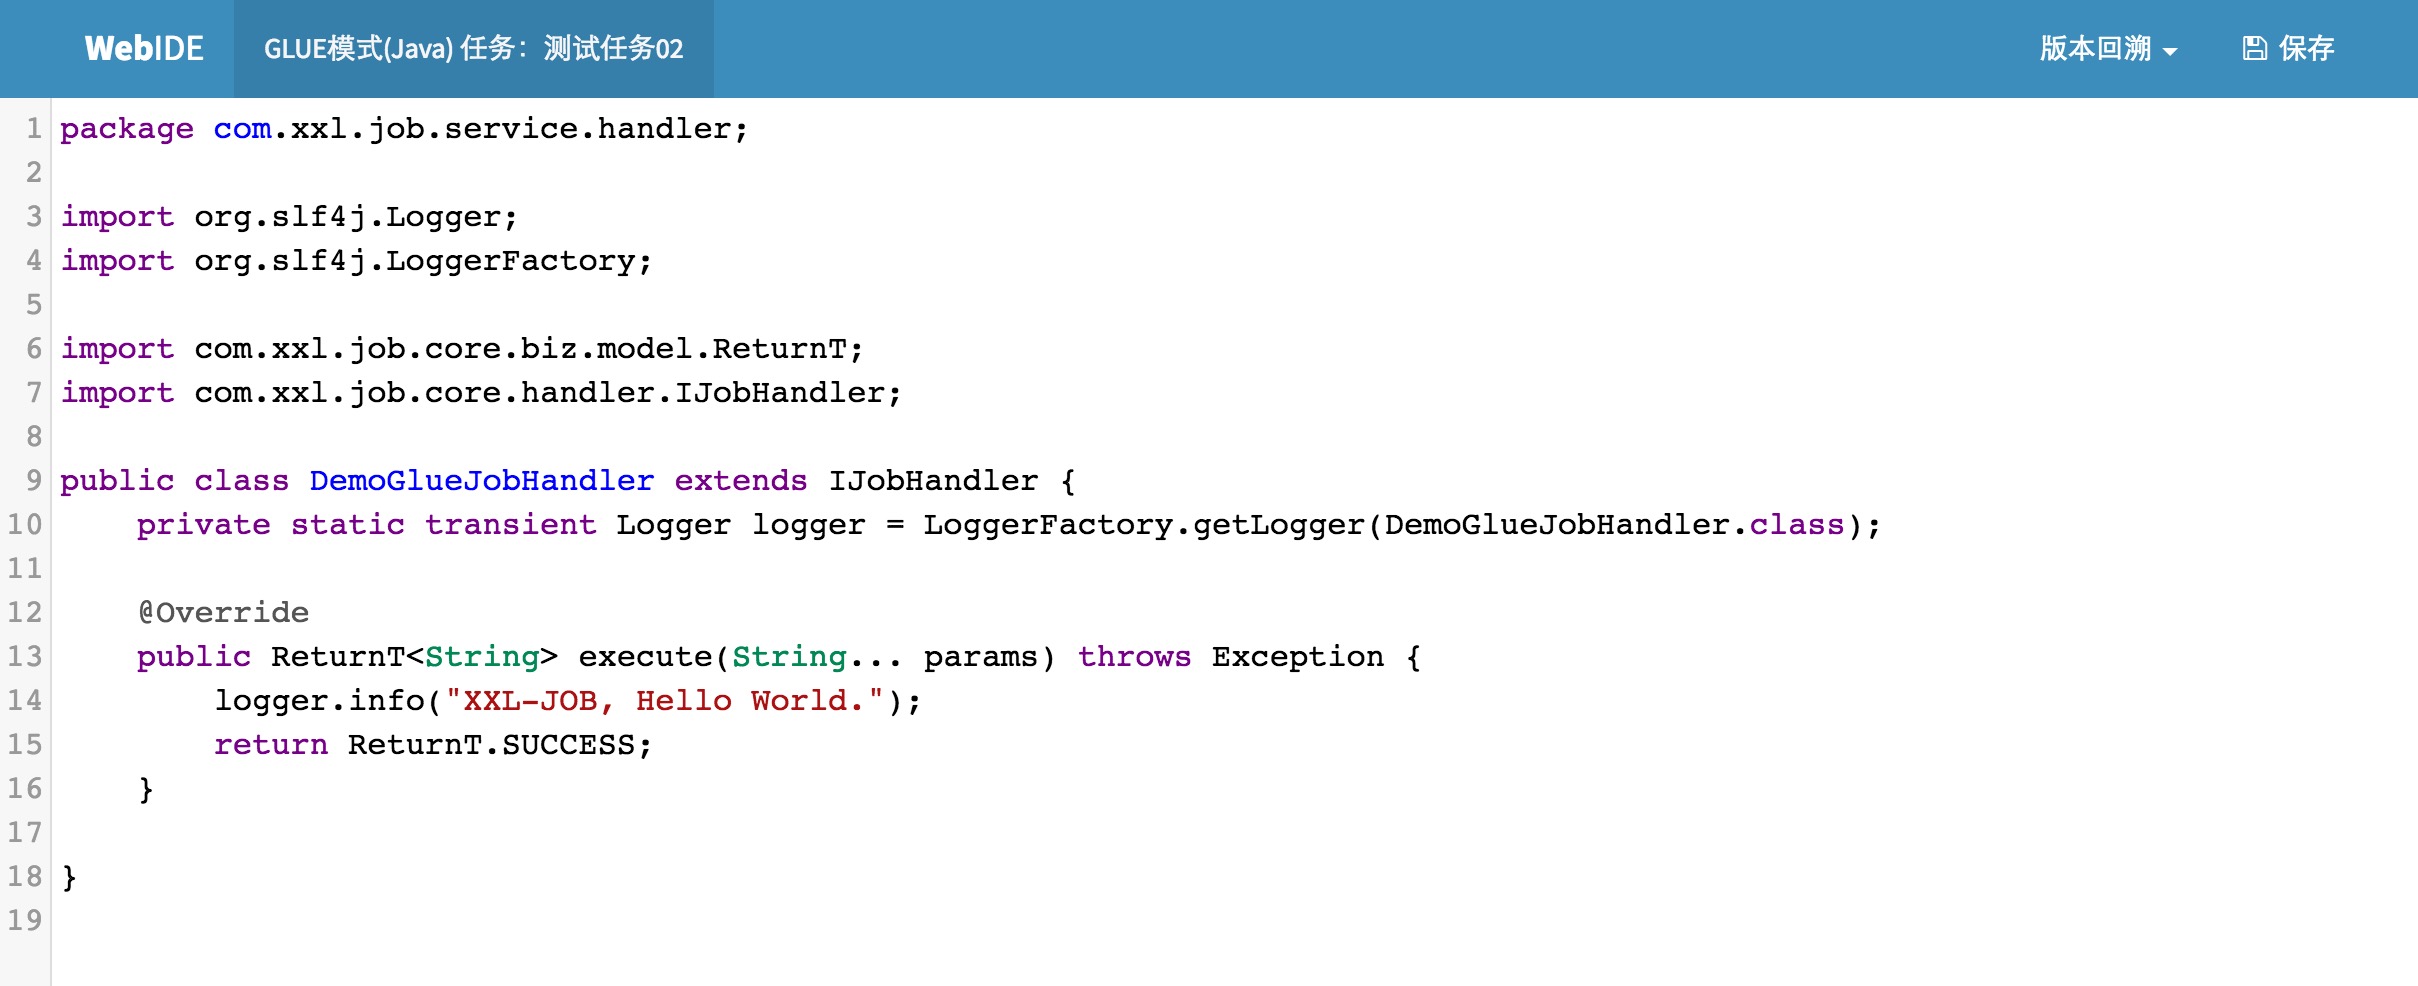 WebIDE GLUE模式(Java) 任务：测试任务02 版本回溯 保存
1 package com.xxl.job.service.handler;
2
3 import org.slf4j.Logger;
4 import org.slf4j.LoggerFactory;
5
6 import com.xxl.job.core.biz.model.ReturnT;
7 import com.xxl.job.core.handler.IJobHandler;
8
9 public class DemoGlueJobHandler extends IJobHandler {
10     private static transient Logger logger = LoggerFactory.getLogger(DemoGlueJobHandler.class);
11
12     @Override
13     public ReturnT<String> execute(String... params) throws Exception {
14         logger.info("XXL-JOB, Hello World.");
15         return ReturnT.SUCCESS;
16     }
17
18 }
19